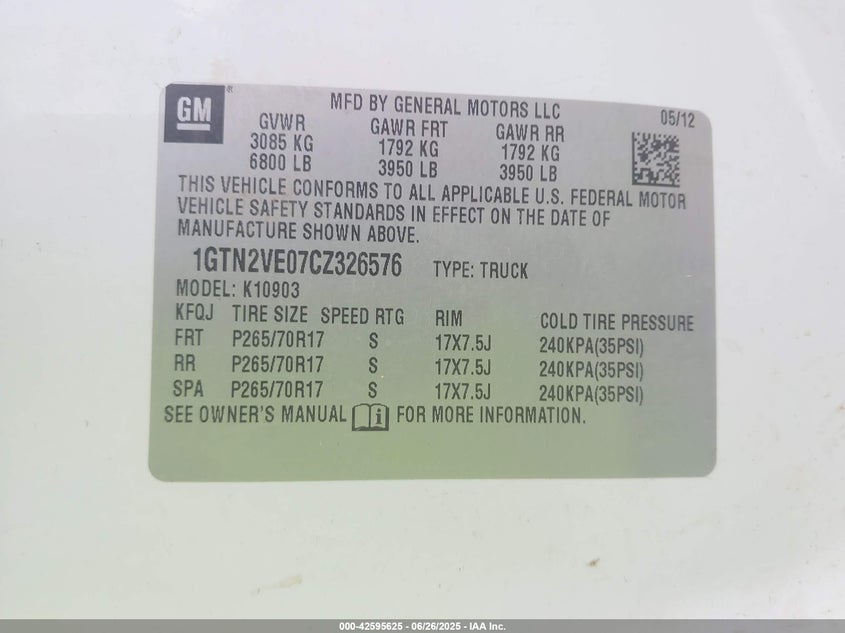 GM®
MFD BY GENERAL MOTORS LLC 05/12
GVWR GAWR FRT GAWR RR
3085 KG 1792 KG 1792 KG
6800 LB 3950 LB 3950 LB
THIS VEHICLE CONFORMS TO ALL APPLICABLE U.S. FEDERAL MOTOR
VEHICLE SAFETY STANDARDS IN EFFECT ON THE DATE OF
MANUFACTURE SHOWN ABOVE.
1GTN2VE07CZ326576 TYPE: TRUCK
MODEL: K10903
KFQJ TIRE SIZE SPEED RTG RIM COLD TIRE PRESSURE
FRT P265/70R17 S 17X7.5J 240KPA(35PSI)
RR P265/70R17 S 17X7.5J 240KPA(35PSI)
SPA P265/70R17 S 17X7.5J 240KPA(35PSI)
SEE OWNER'S MANUAL i FOR MORE INFORMATION.
000-42595625 - 06/26/2025 - IAA Inc.